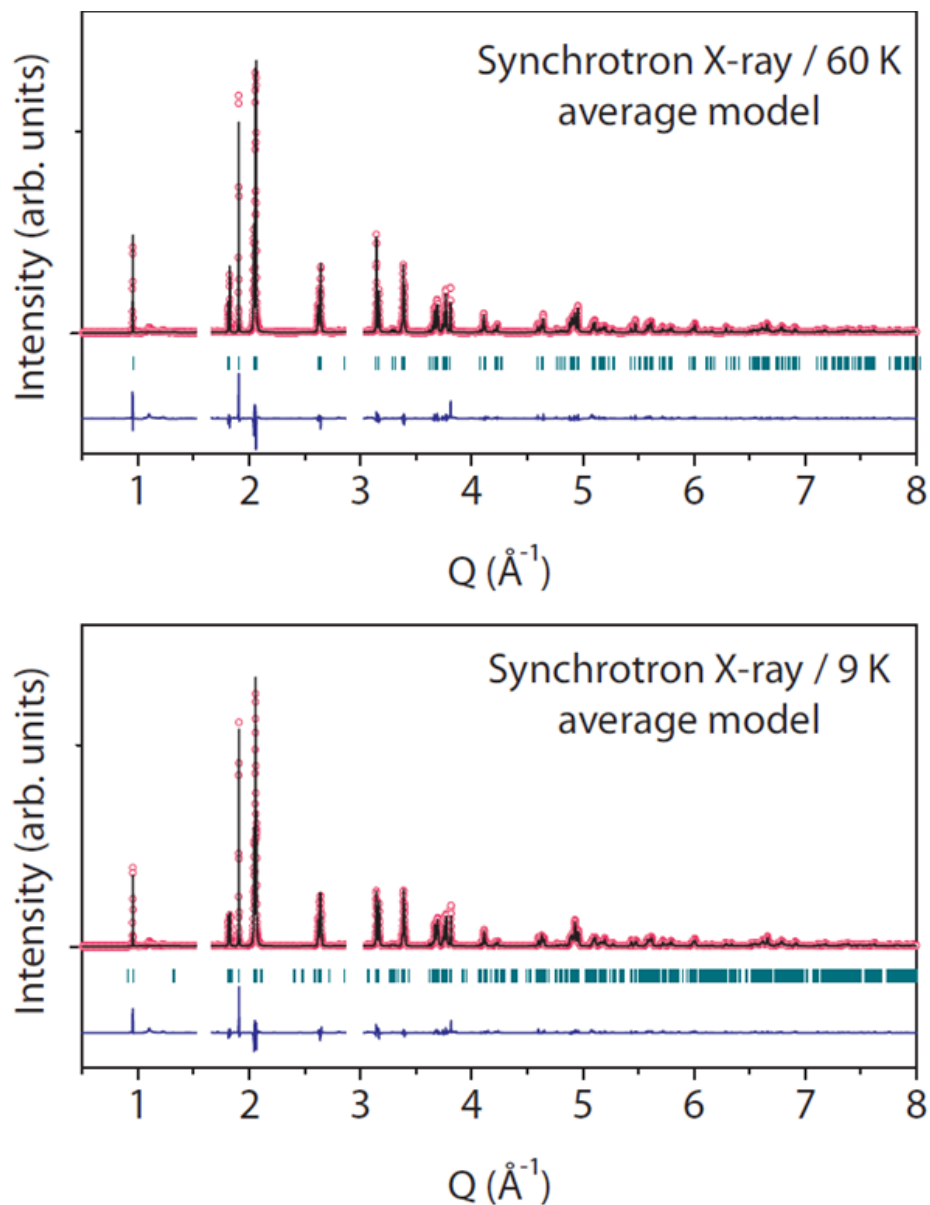 Synchrotron X-ray / 60 K
average model
Intensity (arb. units)
1 2 3 4 5 6 7 8
Q (Å⁻¹)
Synchrotron X-ray / 9 K
average model
Intensity (arb. units)
1 2 3 4 5 6 7 8
Q (Å⁻¹)